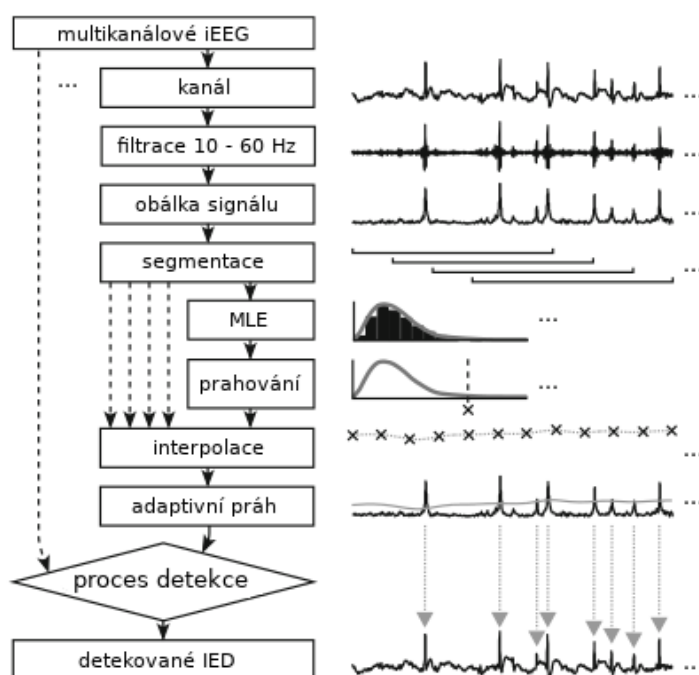 multikanálové iEEG
... kanál ...
filtrace 10 - 60 Hz ...
obálka signálu ...
segmentace ...
MLE ...
prahování ...
interpolace ...
adaptivní práh ...
proces detekce
detekované IED ...